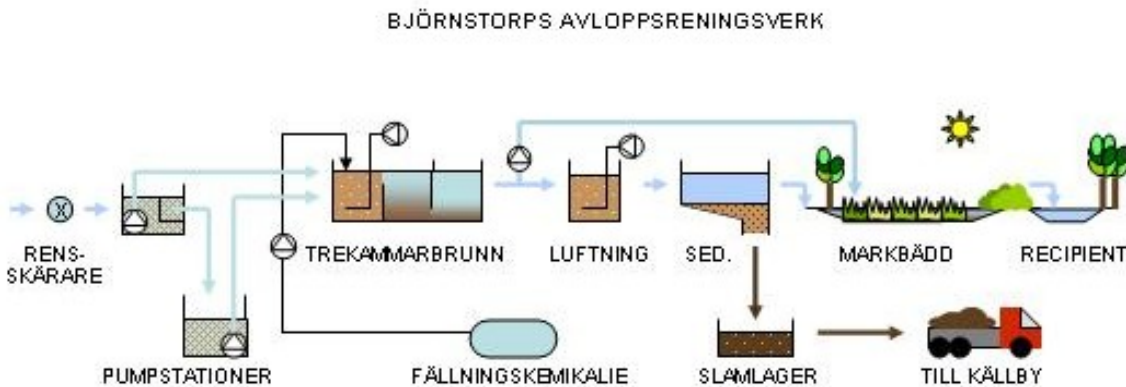 BJÖRNSTORPS AVLOPPSRENINGSVERK
X
RENS-
SKÄRARE
TREKAMMARBRUNN
LUFTNING
SED.
MARKBÄDD
RECIPIENT
PUMPSTATIONER
FÄLLNINGSKEMIKALIE
SLAMLAGER
TILL KÄLLBY